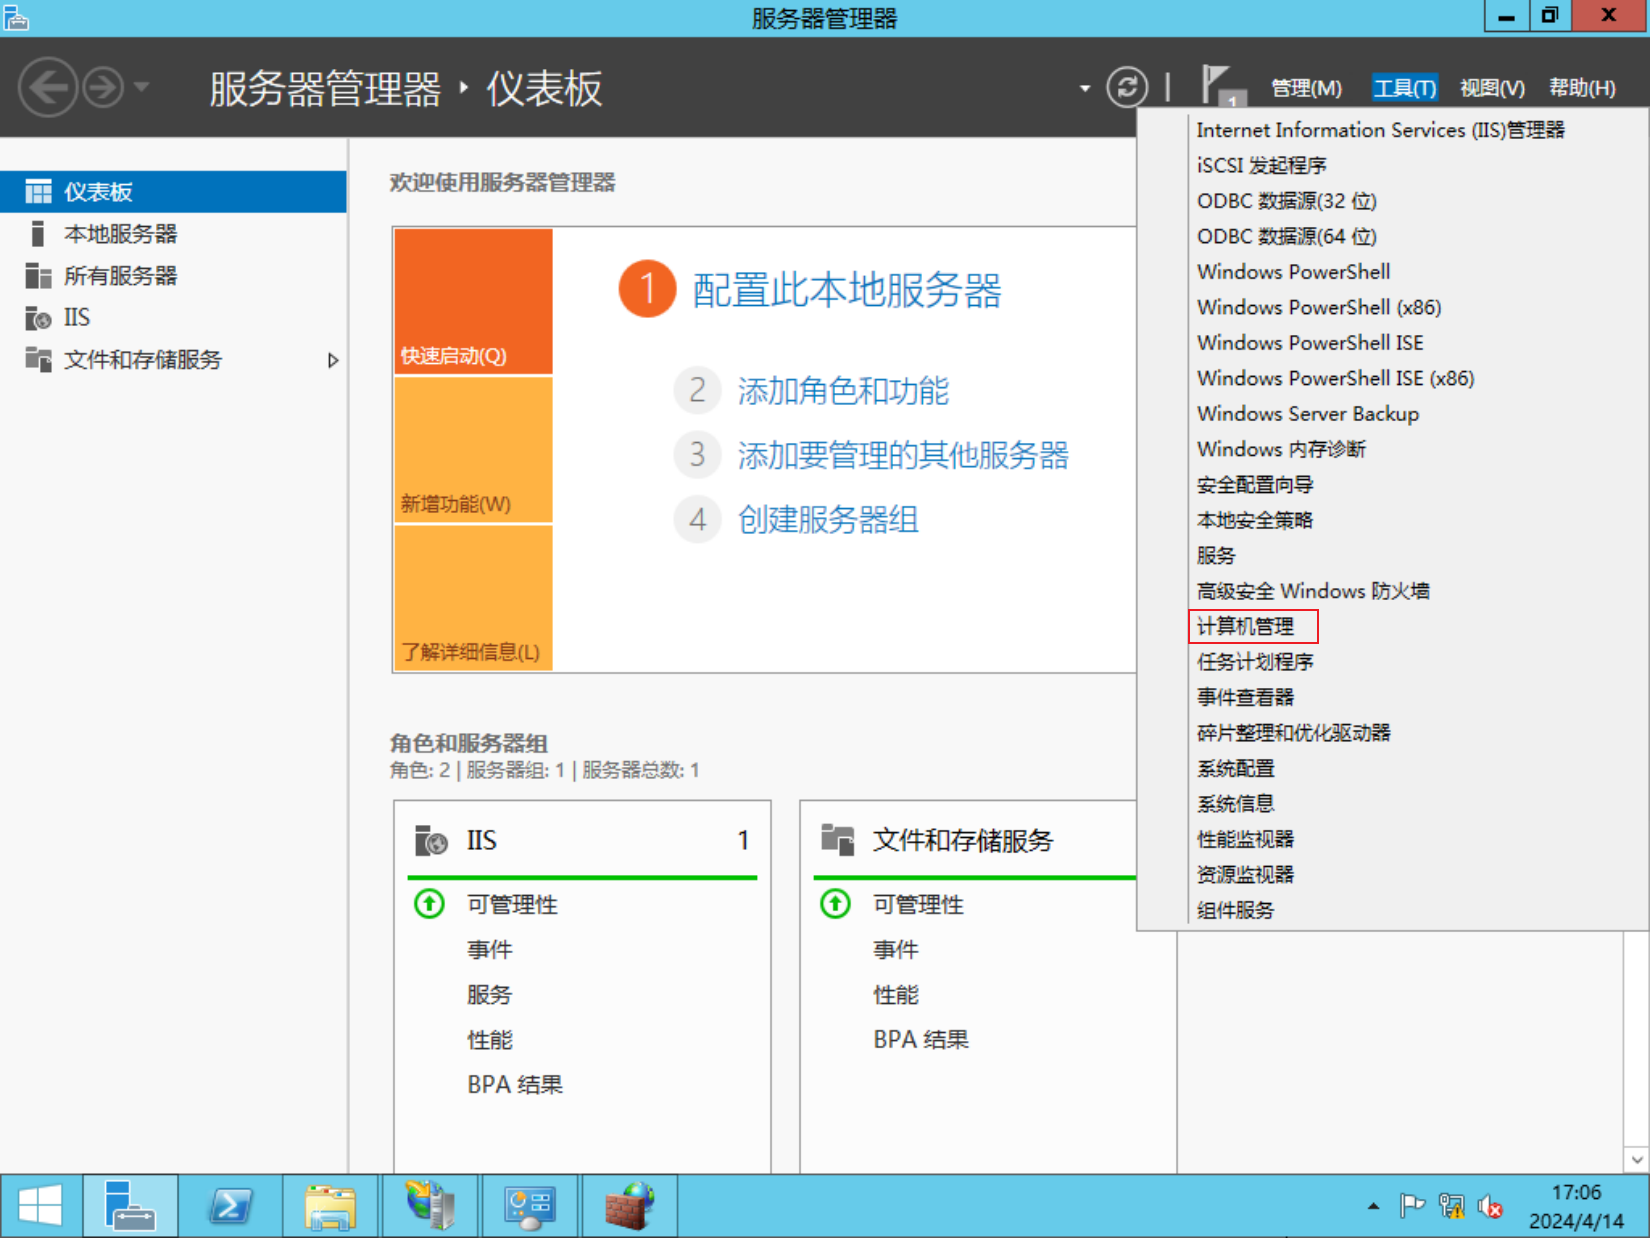 服务器管理器
服务器管理器 · 仪表板
1
管理(M)
工具(T)
视图(V)
帮助(H)
仪表板
本地服务器
所有服务器
IIS
文件和存储服务
欢迎使用服务器管理器
快速启动(Q)
新增功能(W)
了解详细信息(L)
1 配置此本地服务器
2 添加角色和功能
3 添加要管理的其他服务器
4 创建服务器组
Internet Information Services (IIS)管理器
iSCSI 发起程序
ODBC 数据源(32 位)
ODBC 数据源(64 位)
Windows PowerShell
Windows PowerShell (x86)
Windows PowerShell ISE
Windows PowerShell ISE (x86)
Windows Server Backup
Windows 内存诊断
安全配置向导
本地安全策略
服务
高级安全 Windows 防火墙
计算机管理
任务计划程序
事件查看器
碎片整理和优化驱动器
系统配置
系统信息
性能监视器
资源监视器
组件服务
角色和服务器组
角色: 2 | 服务器组: 1 | 服务器总数: 1
IIS 1
可管理性
事件
服务
性能
BPA 结果
文件和存储服务
可管理性
事件
性能
BPA 结果
17:06
2024/4/14